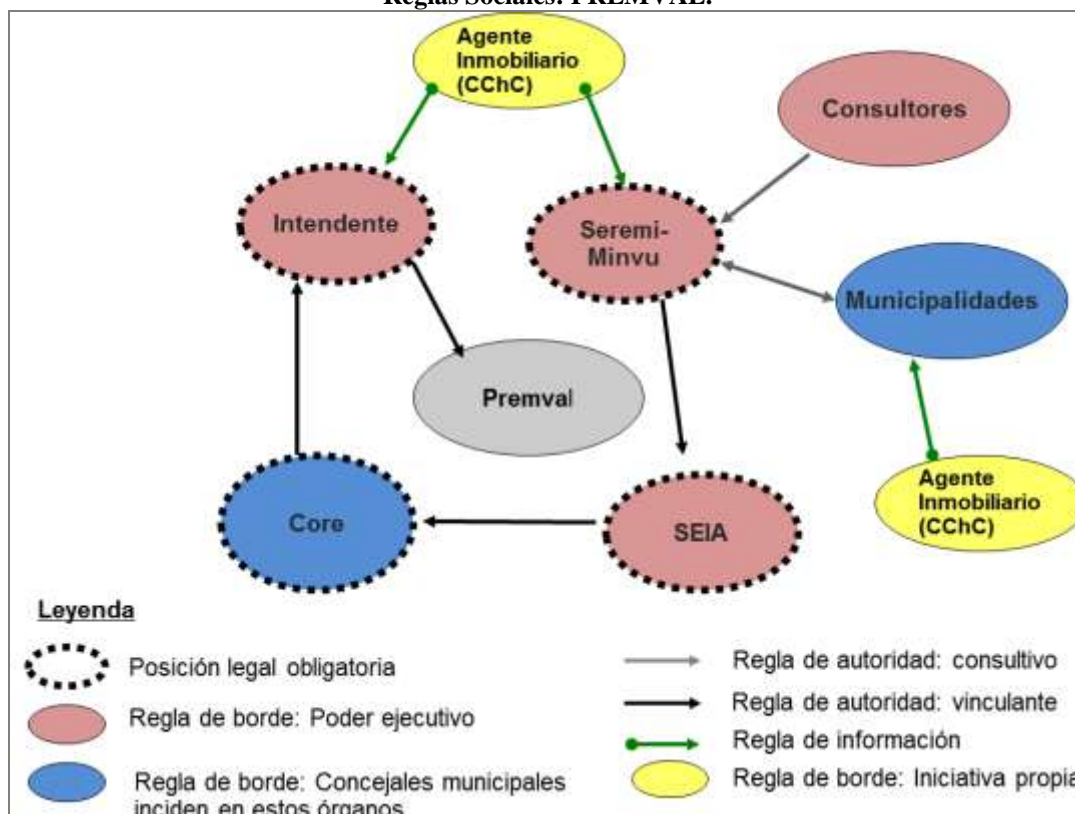 Reglas Sociales: PREMVAL.
Agente
Inmobiliario
(CChC)
Consultores
Intendente
Seremi-
Minvu
Municipalidades
Premval
Agente
Inmobiliario
(CChC)
Core
SEIA
Leyenda
Posición legal obligatoria
Regla de borde: Poder ejecutivo
Regla de borde: Concejales municipales
inciden en estos órganos
Regla de autoridad: consultivo
Regla de autoridad: vinculante
Regla de información
Regla de borde: Iniciativa propia